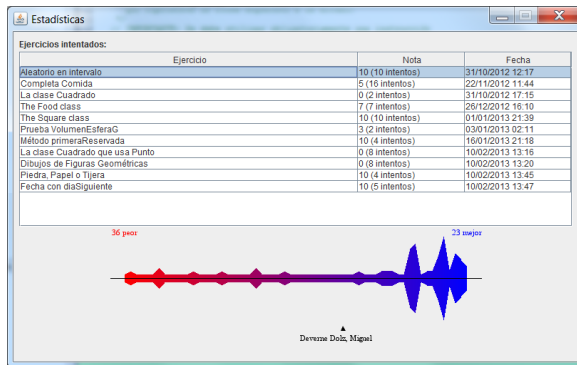 Estadísticas
Ejercicios intentados:
Ejercicio Nota Fecha
Aleatorio en intervalo 10 (10 intentos) 31/10/2012 12:17
Completa Comida 5 (16 intentos) 22/11/2012 11:44
La clase Cuadrado 0 (2 intentos) 31/10/2012 17:15
The Food class 7 (7 intentos) 26/12/2012 16:10
The Square class 10 (10 intentos) 01/01/2013 21:39
Prueba VolumenEsferaG 3 (2 intentos) 03/01/2013 02:11
Método primeraReservada 10 (4 intentos) 16/01/2013 21:18
La clase Cuadrado que usa Punto 0 (8 intentos) 10/02/2013 13:16
Dibujos de Figuras Geométricas 0 (8 intentos) 10/02/2013 13:20
Piedra, Papel o Tijera 10 (4 intentos) 10/02/2013 13:45
Fecha con diaSiguiente 10 (5 intentos) 10/02/2013 13:47
36 peor 23 mejor
Devesse Dolz, Miguel